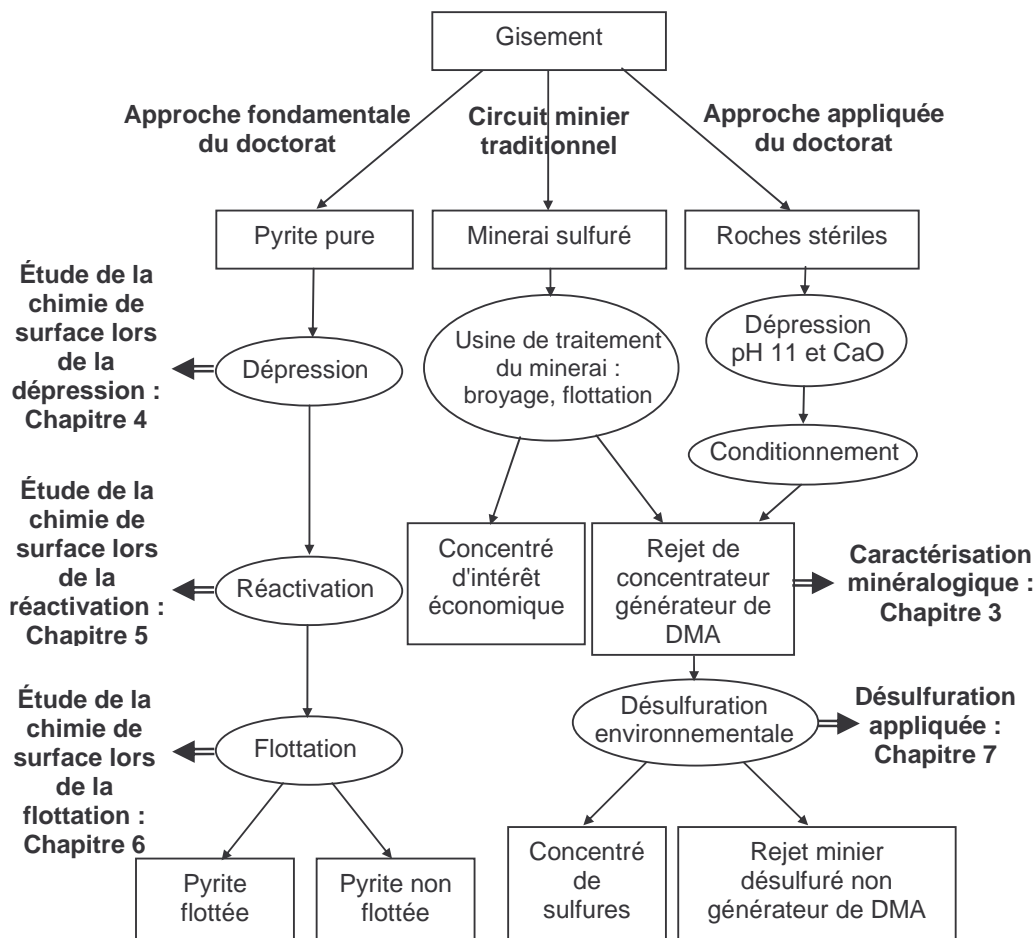 Gisement
Approche fondamentale
du doctorat
Circuit minier
traditionnel
Approche appliquée
du doctorat
Pyrite pure
Minerai sulfuré
Roches stériles
Étude de la
chimie de
surface lors
de la
dépression :
Chapitre 4
Dépression
Usine de traitement
du minerai :
broyage, flottation
Dépression
pH 11 et CaO
Conditionnement
Étude de la
chimie de
surface lors
de la
réactivation :
Chapitre 5
Réactivation
Concentré
d'intérêt
économique
Rejet de
concentrateur
générateur de
DMA
Caractérisation
minéralogique :
Chapitre 3
Étude de la
chimie de
surface lors
de la
flottation :
Chapitre 6
Flottation
Désulfuration
environnementale
Désulfuration
appliquée :
Chapitre 7
Pyrite
flottée
Pyrite non
flottée
Concentré
de
sulfures
Rejet minier
désulfuré non
générateur de DMA